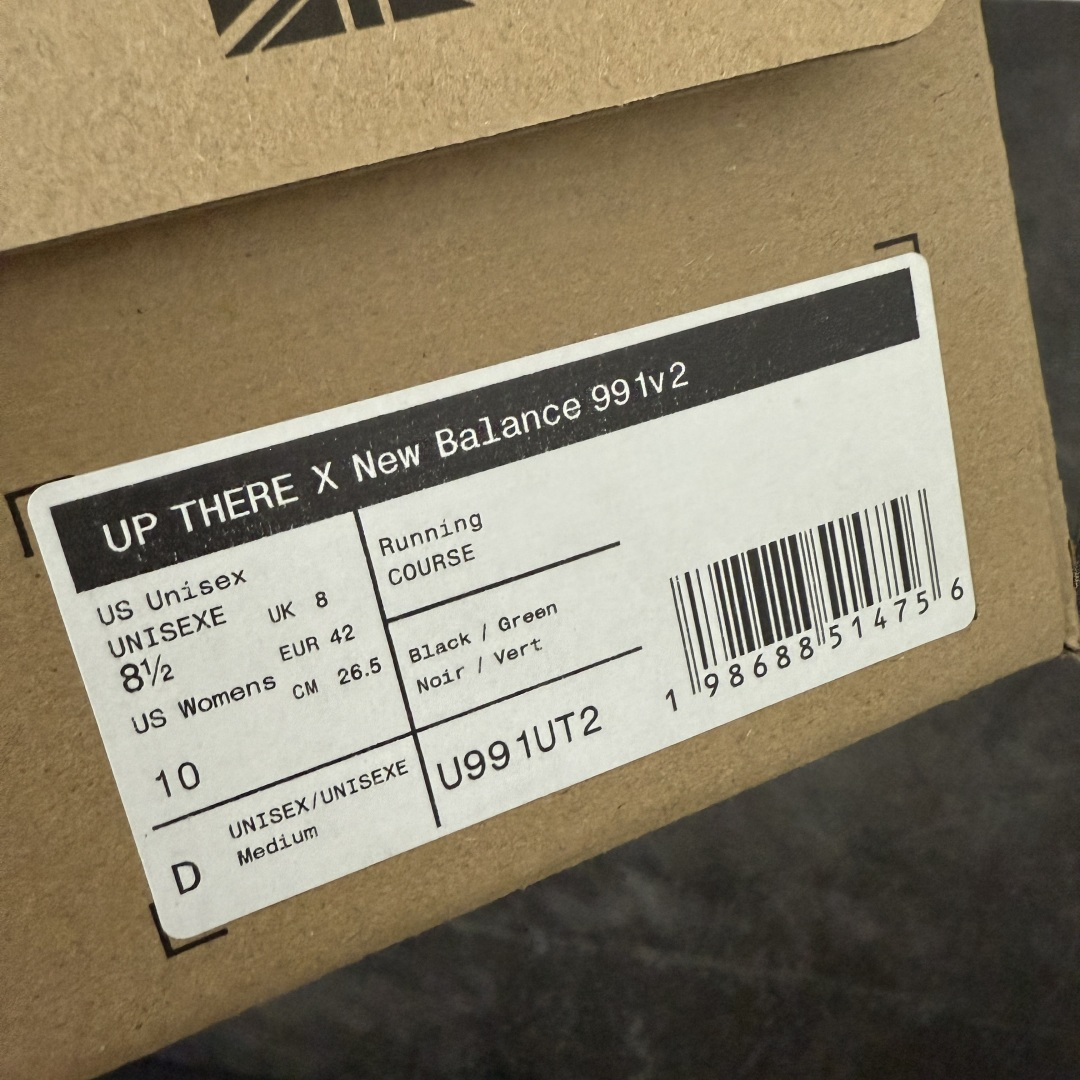 UP THERE X New Balance 991v2
US Unisex
UNISEXE
8½
UK 8
EUR 42
CM 26.5
US Womens
10
D
UNISEX/UNISEXE
Medium
Running
COURSE
Black / Green
Noir / Vert
U991UT2
1 98688 51475 6